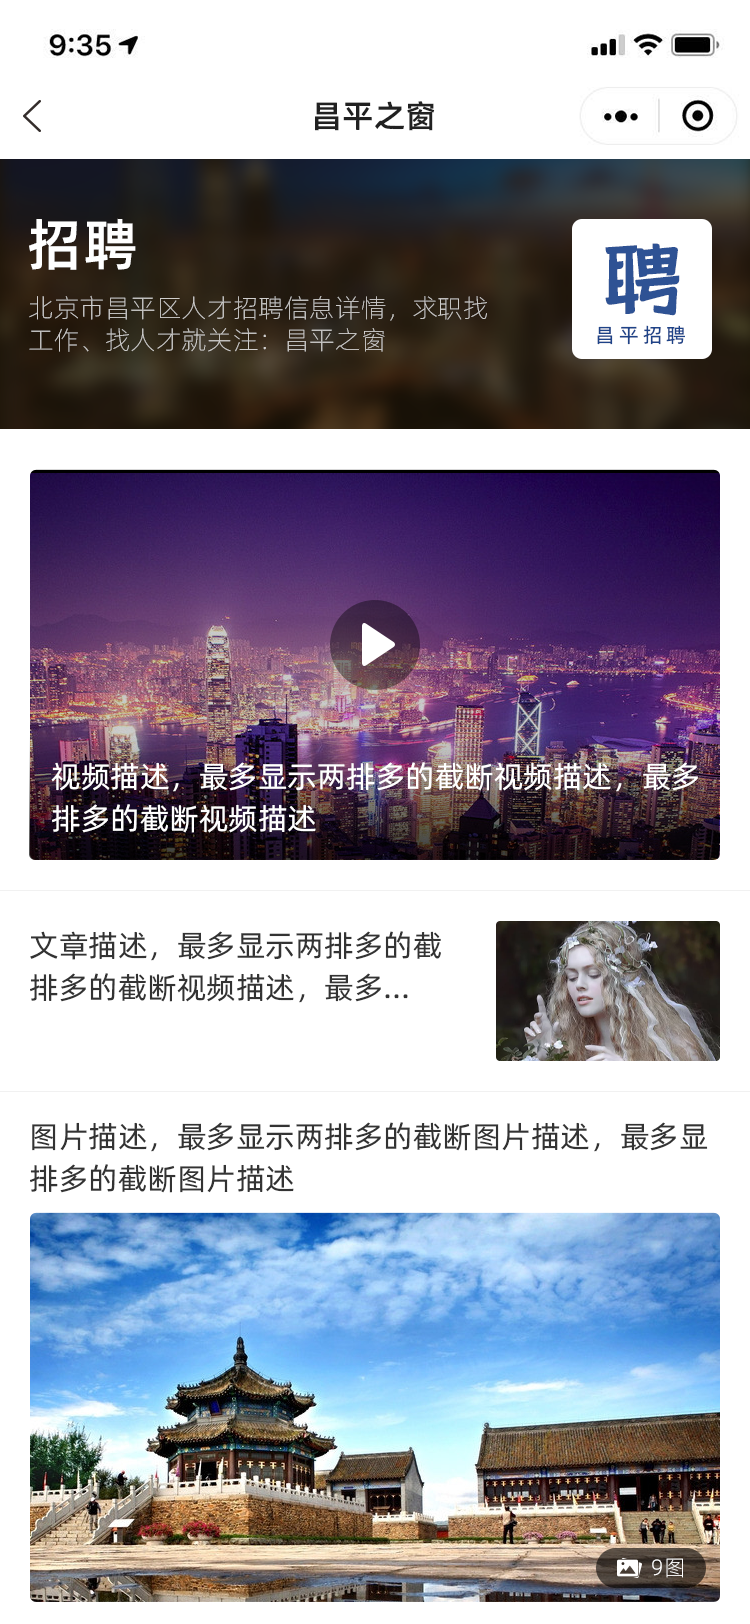 9:35
昌平之窗
招聘
北京市昌平区人才招聘信息详情，求职找
工作、找人才就关注：昌平之窗
聘
昌平招聘
视频描述，最多显示两排多的截断视频描述，最多
排多的截断视频描述
文章描述，最多显示两排多的截
排多的截断视频描述，最多...
图片描述，最多显示两排多的截断图片描述，最多显
排多的截断图片描述
9图